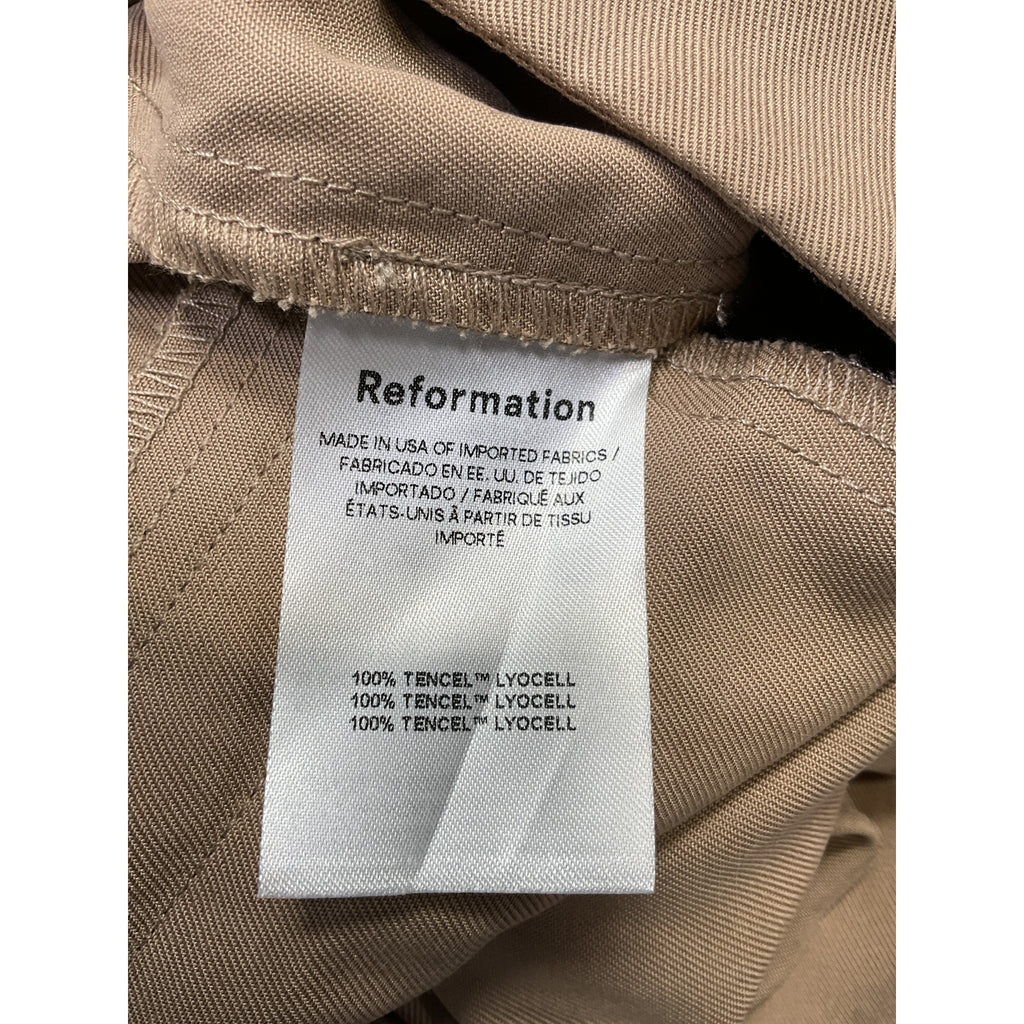 Reformation
MADE IN USA OF IMPORTED FABRICS /
FABRICADO EN EE. UU. DE TEJIDO
IMPORTADO / FABRIQUÉ AUX
ÉTATS-UNIS À PARTIR DE TISSU
IMPORTÉ
100% TENCEL™ LYOCELL
100% TENCEL™ LYOCELL
100% TENCEL™ LYOCELL